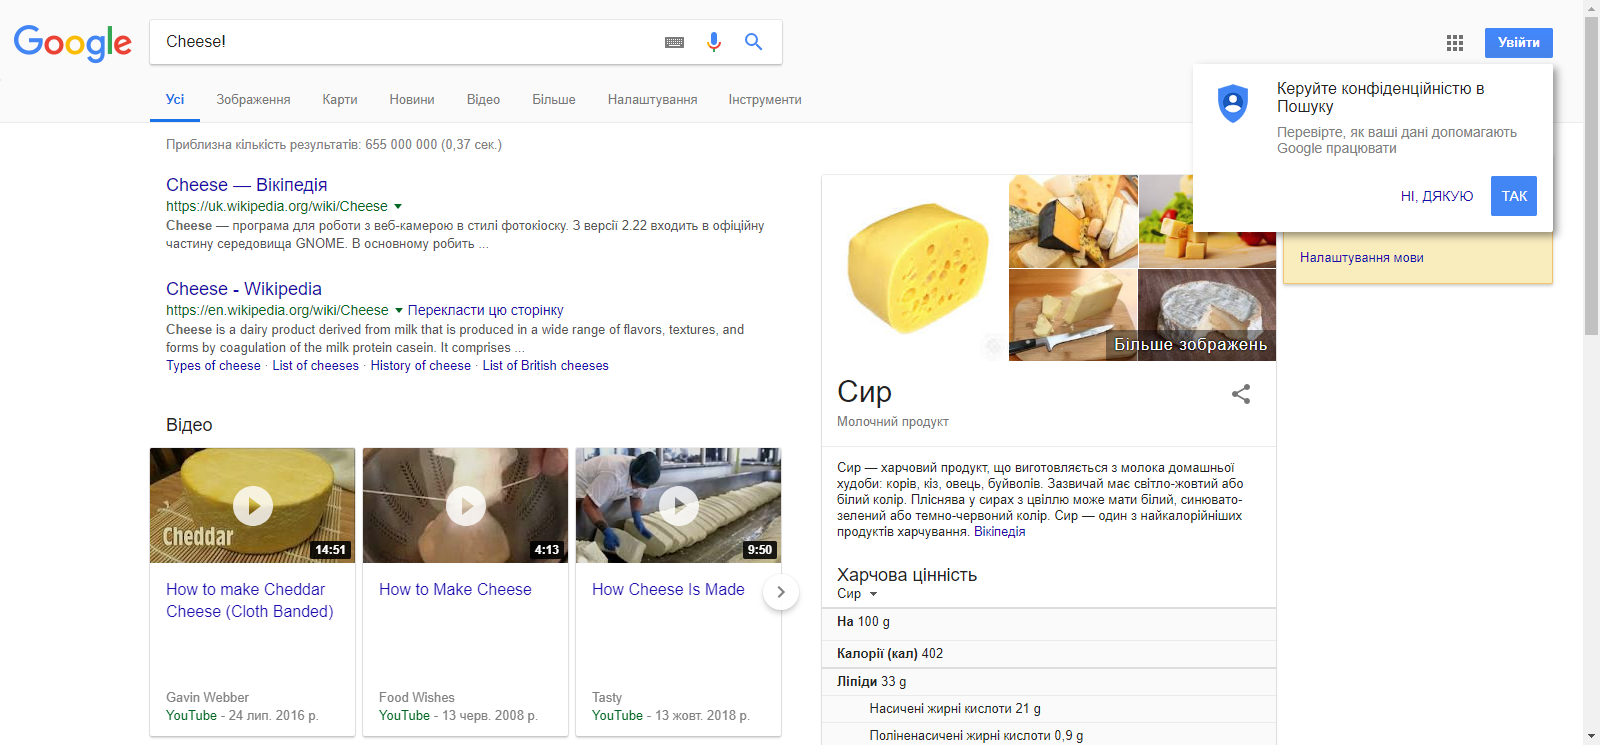 Google
Cheese!
Увійти
Усі
Зображення
Карти
Новини
Відео
Більше
Налаштування
Інструменти
Керуйте конфіденційністю в
Пошуку
Перевірте, як ваші дані допомагають
Google працювати
НІ, ДЯКУЮ
ТАК
Налаштування мови
Приблизна кількість результатів: 655 000 000 (0,37 сек.)
Cheese — Вікіпедія
https://uk.wikipedia.org/wiki/Cheese
Cheese — програма для роботи з веб-камерою в стилі фотокіоску. З версії 2.22 входить в офіційну
частину середовища GNOME. В основному робить ...
Cheese - Wikipedia
https://en.wikipedia.org/wiki/Cheese Перекласти цю сторінку
Cheese is a dairy product derived from milk that is produced in a wide range of flavors, textures, and
forms by coagulation of the milk protein casein. It comprises ...
Types of cheese · List of cheeses · History of cheese · List of British cheeses
Відео
Cheddar
14:51
4:13
9:50
How to make Cheddar
Cheese (Cloth Banded)
Gavin Webber
YouTube - 24 лип. 2016 р.
How to Make Cheese
Food Wishes
YouTube - 13 черв. 2008 р.
How Cheese Is Made
Tasty
YouTube - 13 жовт. 2018 р.
Більше зображень
Сир
Молочний продукт
Сир — харчовий продукт, що виготовляється з молока домашньої
худоби: корів, кіз, овець, буйволів. Зазвичай має світло-жовтий або
білий колір. Пліснява у сирах з цвіллю може мати білий, синювато-
зелений або темно-червоний колір. Сир — один з найкалорійніших
продуктів харчування. Вікіпедія
Харчова цінність
Сир
На 100 g
Калорії (кал) 402
Ліпіди 33 g
Насичені жирні кислоти 21 g
Поліненасичені жирні кислоти 0,9 g